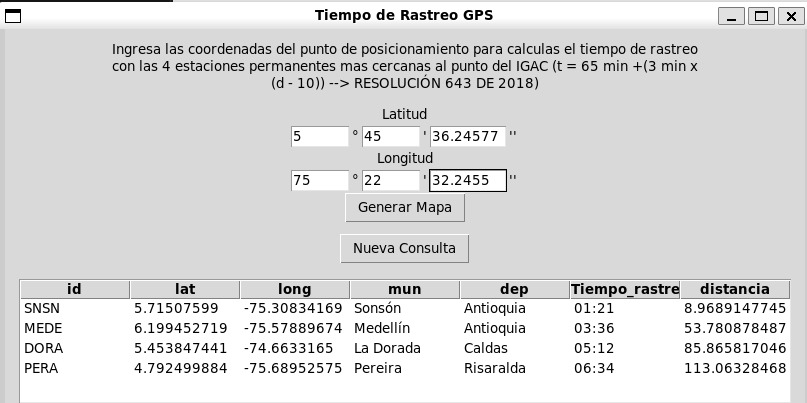 Tiempo de Rastreo GPS
Ingresa las coordenadas del punto de posicionamiento para calculas el tiempo de rastreo
con las 4 estaciones permanentes mas cercanas al punto del IGAC (t = 65 min +(3 min x
(d - 10)) --> RESOLUCIÓN 643 DE 2018)
Latitud
5 ° 45 ' 36.24577 ''
Longitud
75 ° 22 ' 32.2455 ''
Generar Mapa
Nueva Consulta
id lat long mun dep Tiempo_rastre distancia
SNSN 5.71507599 -75.30834169 Sonsón Antioquia 01:21 8.9689147745
MEDE 6.199452719 -75.57889674 Medellín Antioquia 03:36 53.780878487
DORA 5.453847441 -74.6633165 La Dorada Caldas 05:12 85.865817046
PERA 4.792499884 -75.68952575 Pereira Risaralda 06:34 113.06328468